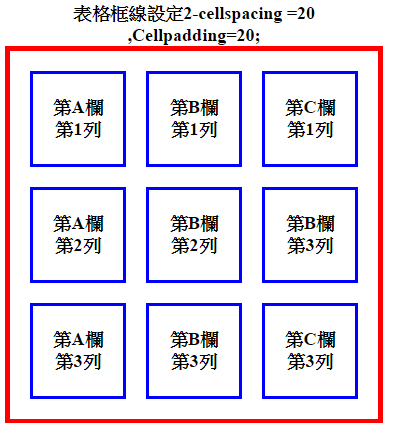 表格框線設定2-cellspacing =20
,Cellpadding=20;
第A欄
第1列
第B欄
第1列
第C欄
第1列
第A欄
第2列
第B欄
第2列
第B欄
第3列
第A欄
第3列
第B欄
第3列
第C欄
第3列